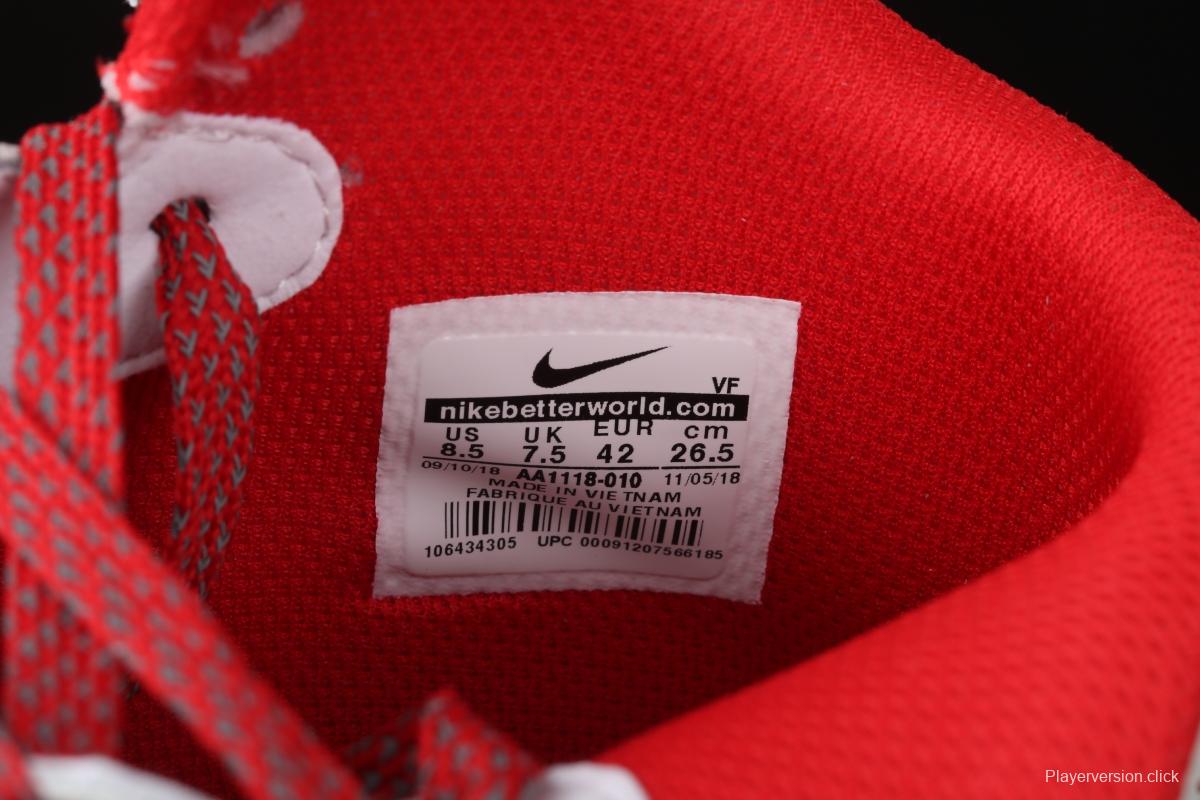 VF
nikebetterworld.com
US UK EUR cm
8.5 7.5 42 26.5
09/10/18 AA1118-010 11/05/18
MADE IN VIETNAM
FABRIQUE AU VIETNAM
106434305 UPC 00091207566185
Playerversion.click